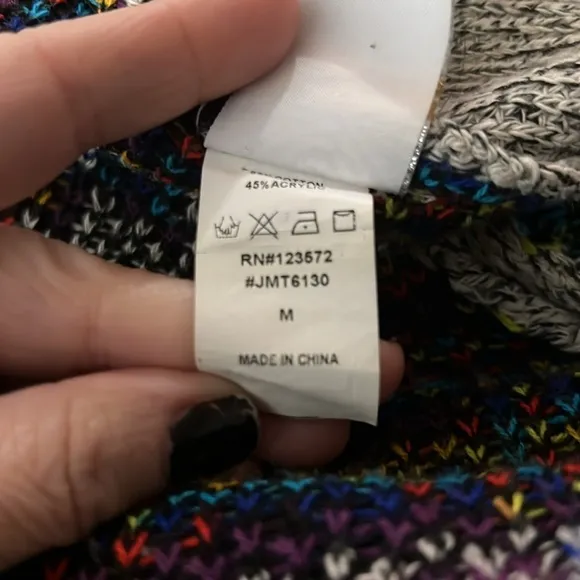 45%ACRYLIC
RN#123572
#JMT6130
M
MADE IN CHINA